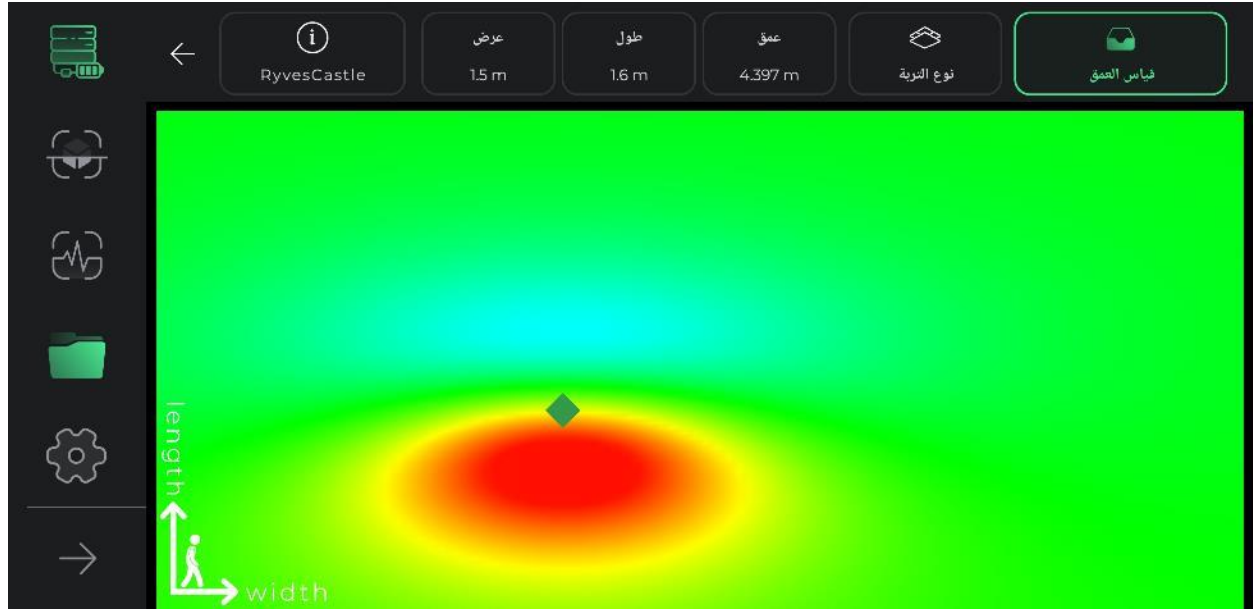 RyvesCastle
عرض
1.5 m
طول
1.6 m
عمق
4.397 m
نوع التربة
قياس العمق
length
width